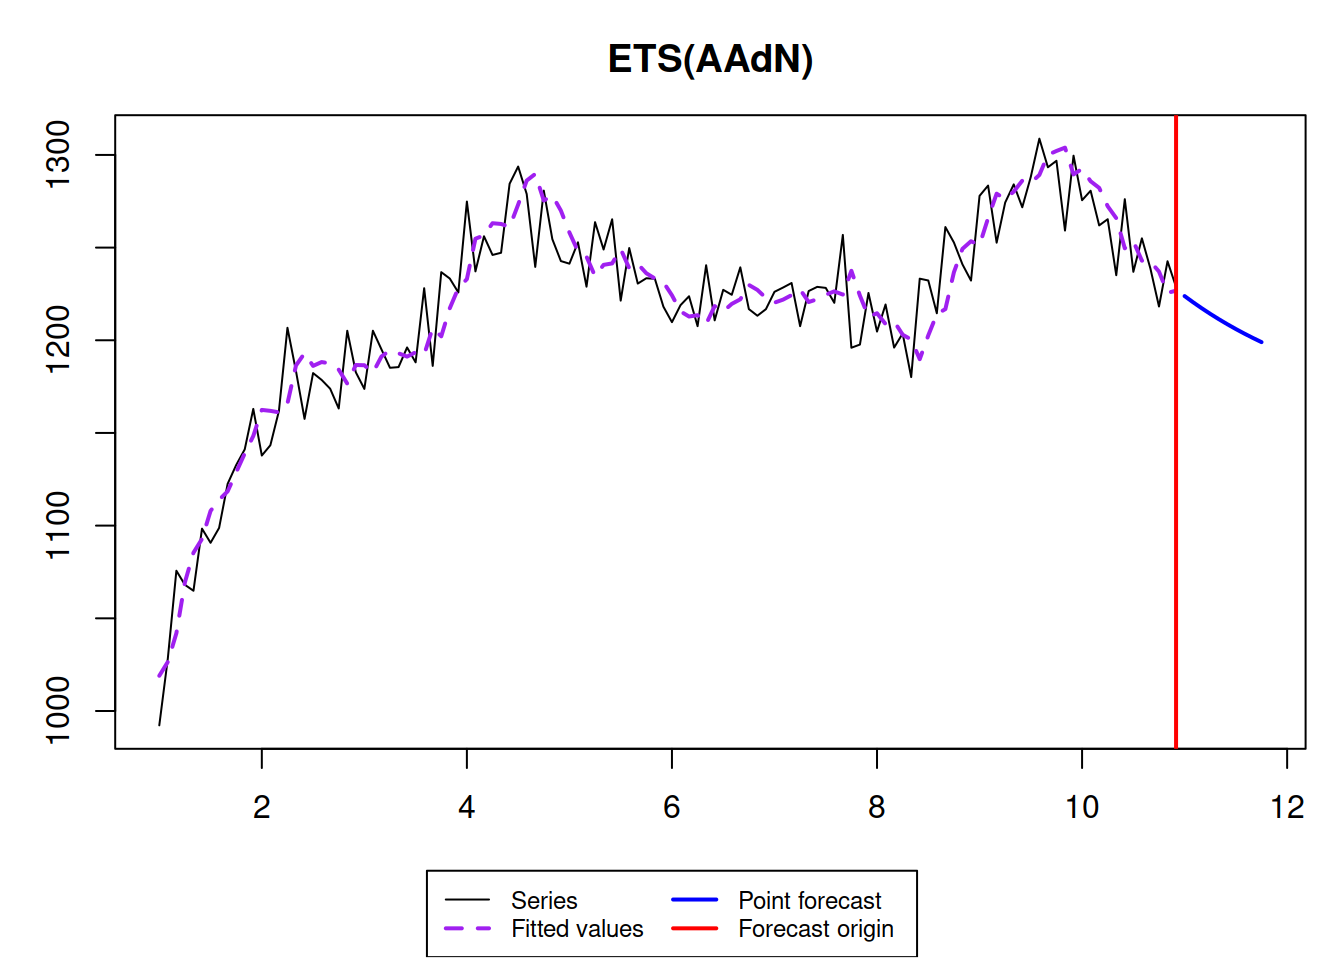 ETS(AAdN)
1300
1200
1100
1000
2 4 6 8 10 12
Series Point forecast
Fitted values Forecast origin